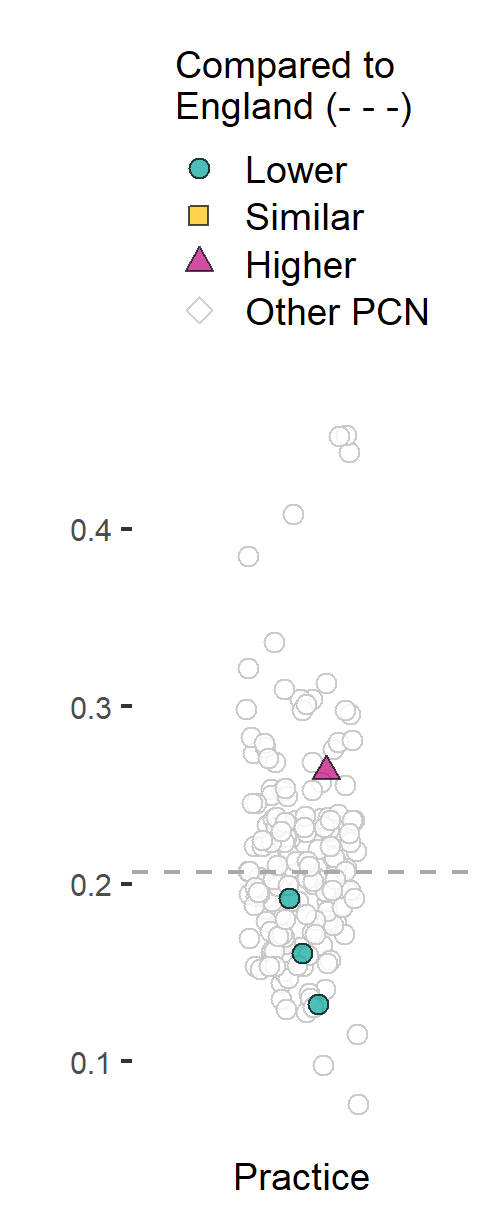 Compared to
England (- - -)
Lower
Similar
Higher
Other PCN
0.4
0.3
0.2
0.1
Practice